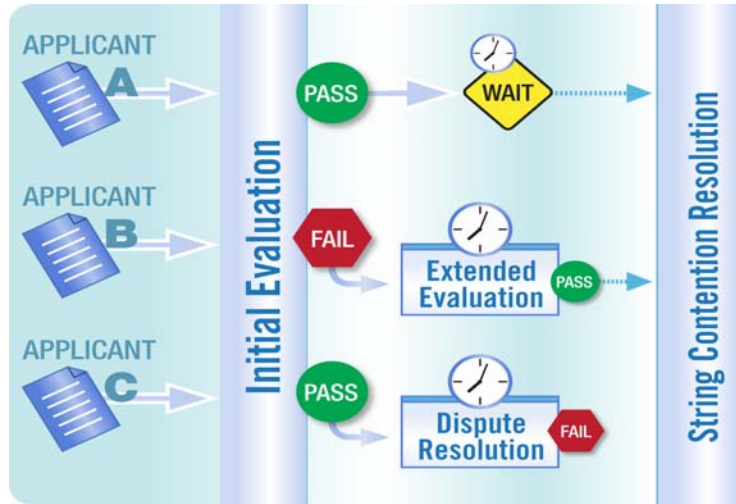 APPLICANT
A
PASS
WAIT
APPLICANT
B
FAIL
Extended
Evaluation
PASS
APPLICANT
C
PASS
Dispute
Resolution
FAIL
Initial Evaluation
String Contention Resolution